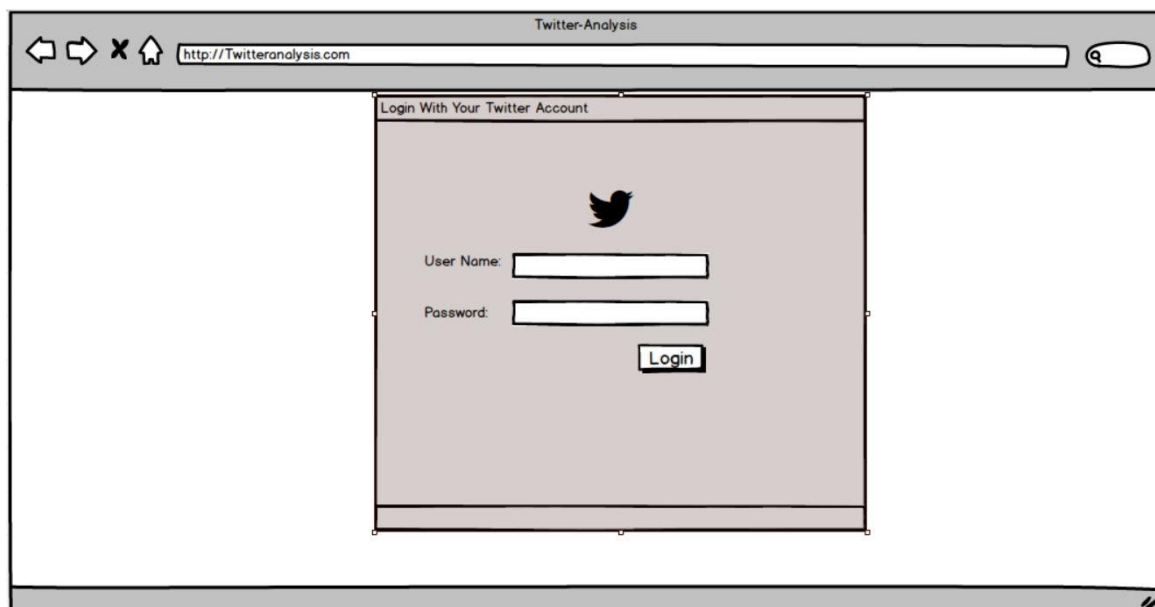 Twitter-Analysis
http://Twitteranalysis.com
Login With Your Twitter Account
User Name:
Password:
Login